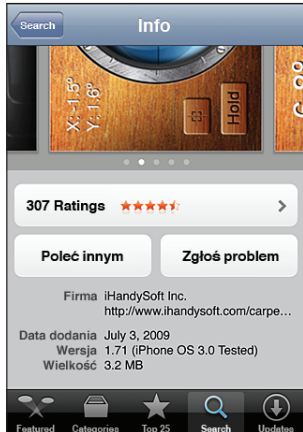 Search
Info
X:-1.5°
Y: 1.6°
Hold
307 Ratings
Poleć innym
Zgłoś problem
Firma iHandySoft Inc.
http://www.ihandysoft.com/carpe...
Data dodania July 3, 2009
Wersja 1.71 (iPhone OS 3.0 Tested)
Wielkość 3.2 MB
Featured Categories Top 25 Search Updates